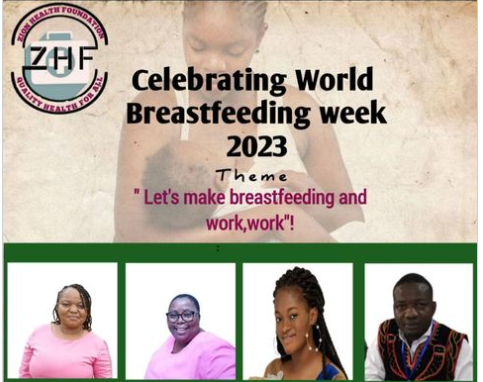 ZION HEALTH FOUNDATION
ZHF
QUALITY HEALTH FOR ALL
Celebrating World
Breastfeeding week
2023
Theme
" Let's make breastfeeding and
work,work"!
: